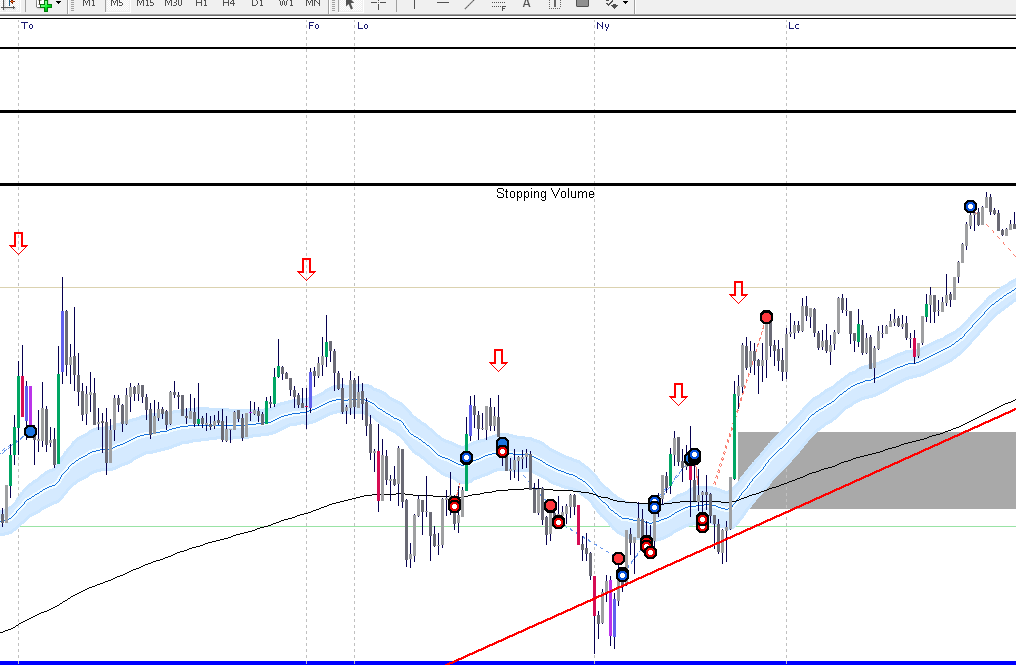 M1 M5 M15 M30 H1 H4 D1 W1 MN A T
To Fo Lo Ny Lc
Stopping Volume